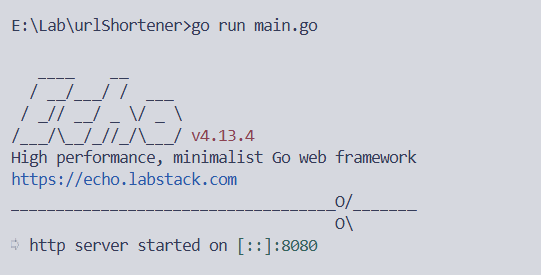 E:\Lab\urlShortener>go run main.go
   ____    __
  / __/___/ /  ___
 / _// __/ _ \/ _ \
/___/\__/_//_/\___/ v4.13.4
High performance, minimalist Go web framework
https://echo.labstack.com
____________________________________O/_______
                                    O\
⇨ http server started on [::]:8080